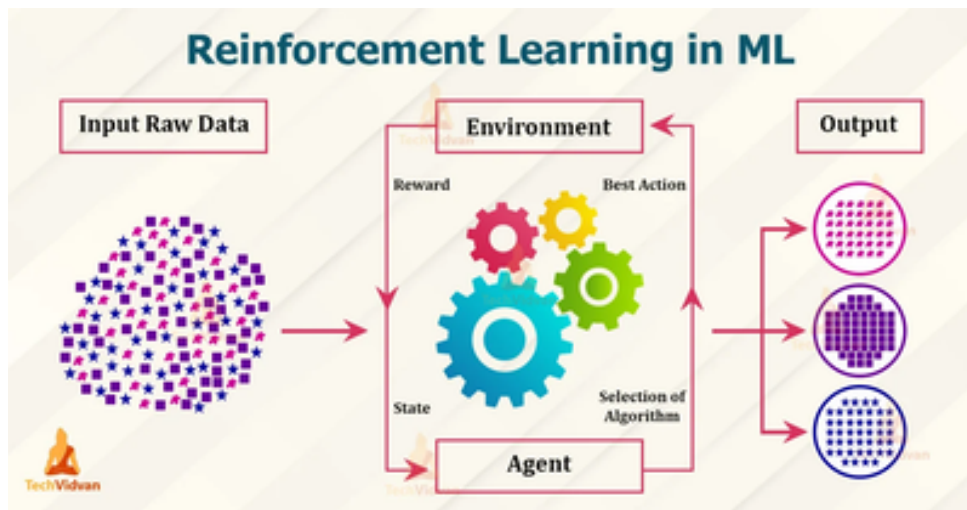 Reinforcement Learning in ML
Input Raw Data
Environment
Output
Reward
Best Action
State
Selection of
Algorithm
Agent
TechVidvan